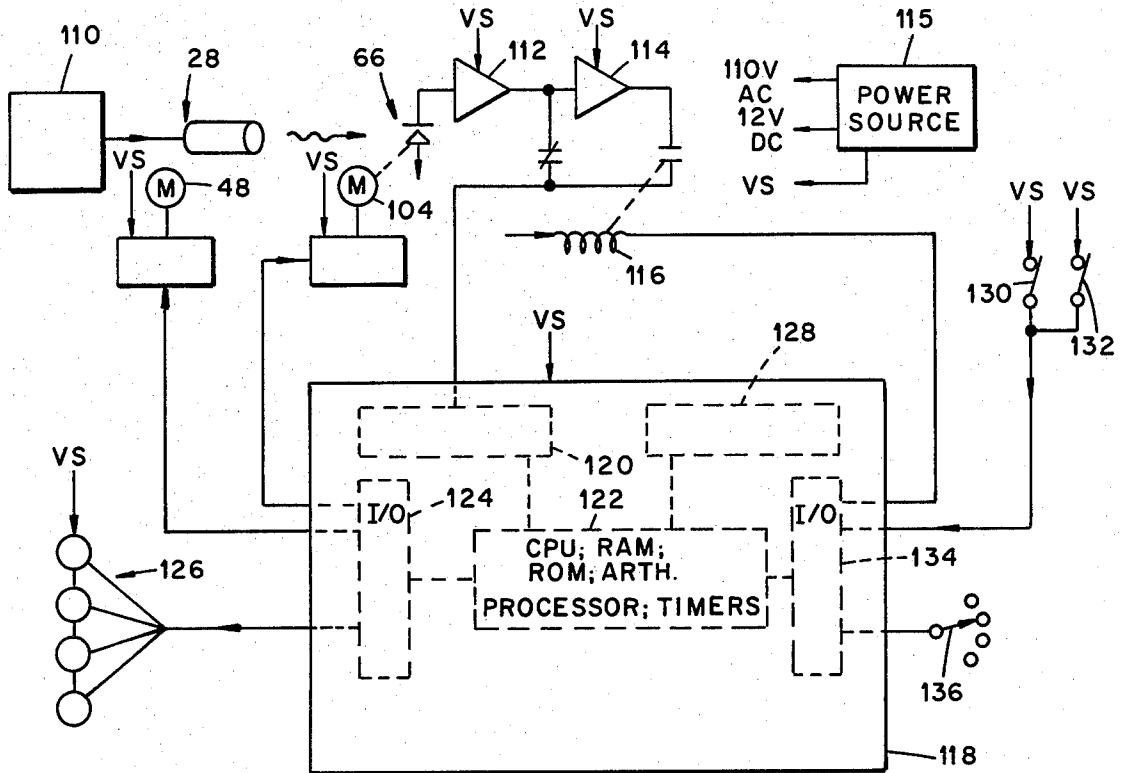 110
28
VS
M
48
66
VS
M
104
VS
112
VS
114
115
110V
AC
12V
DC
POWER
SOURCE
VS
116
VS
VS
130
132
VS
128
120
I/O
124
122
CPU; RAM;
ROM; ARTH.
PROCESSOR; TIMERS
I/O
134
VS
126
136
118